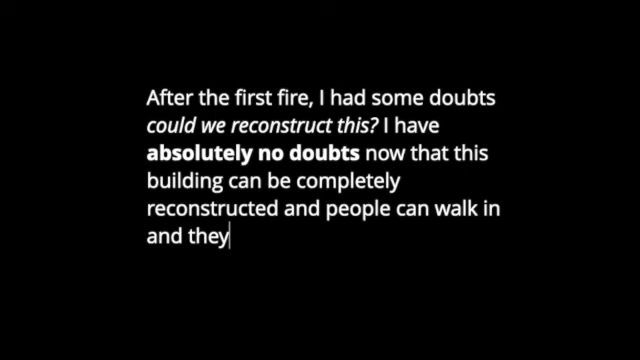 After the first fire, I had some doubts
could we reconstruct this? I have
absolutely no doubts now that this
building can be completely
reconstructed and people can walk in
and they